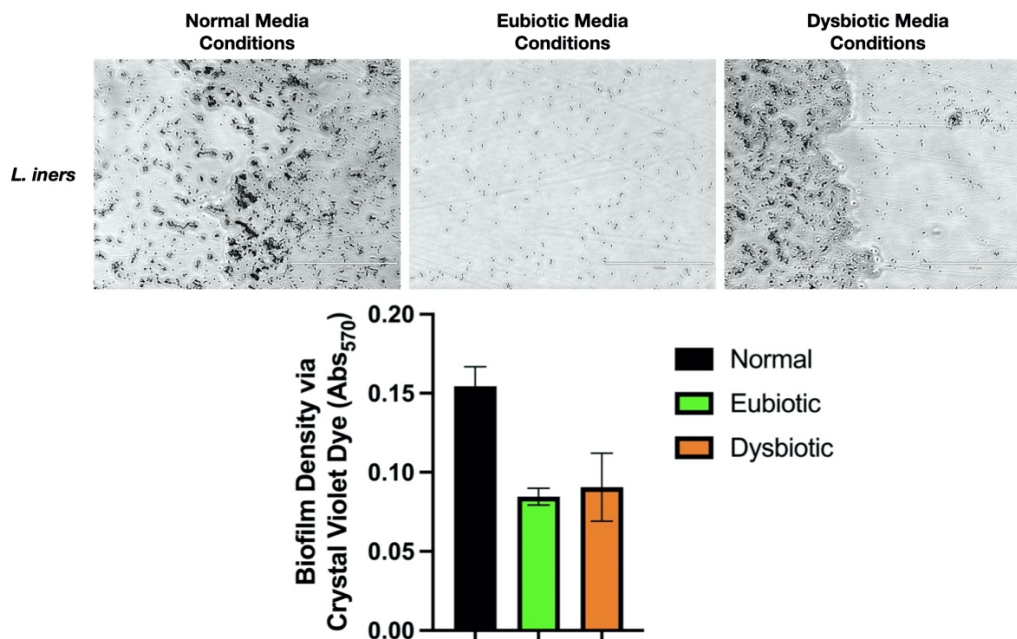 Normal Media
Conditions
Eubiotic Media
Conditions
Dysbiotic Media
Conditions
L. iners
Biofilm Density via
Crystal Violet Dye (Abs570)
0.20
0.15
0.10
0.05
0.00
Normal
Eubiotic
Dysbiotic